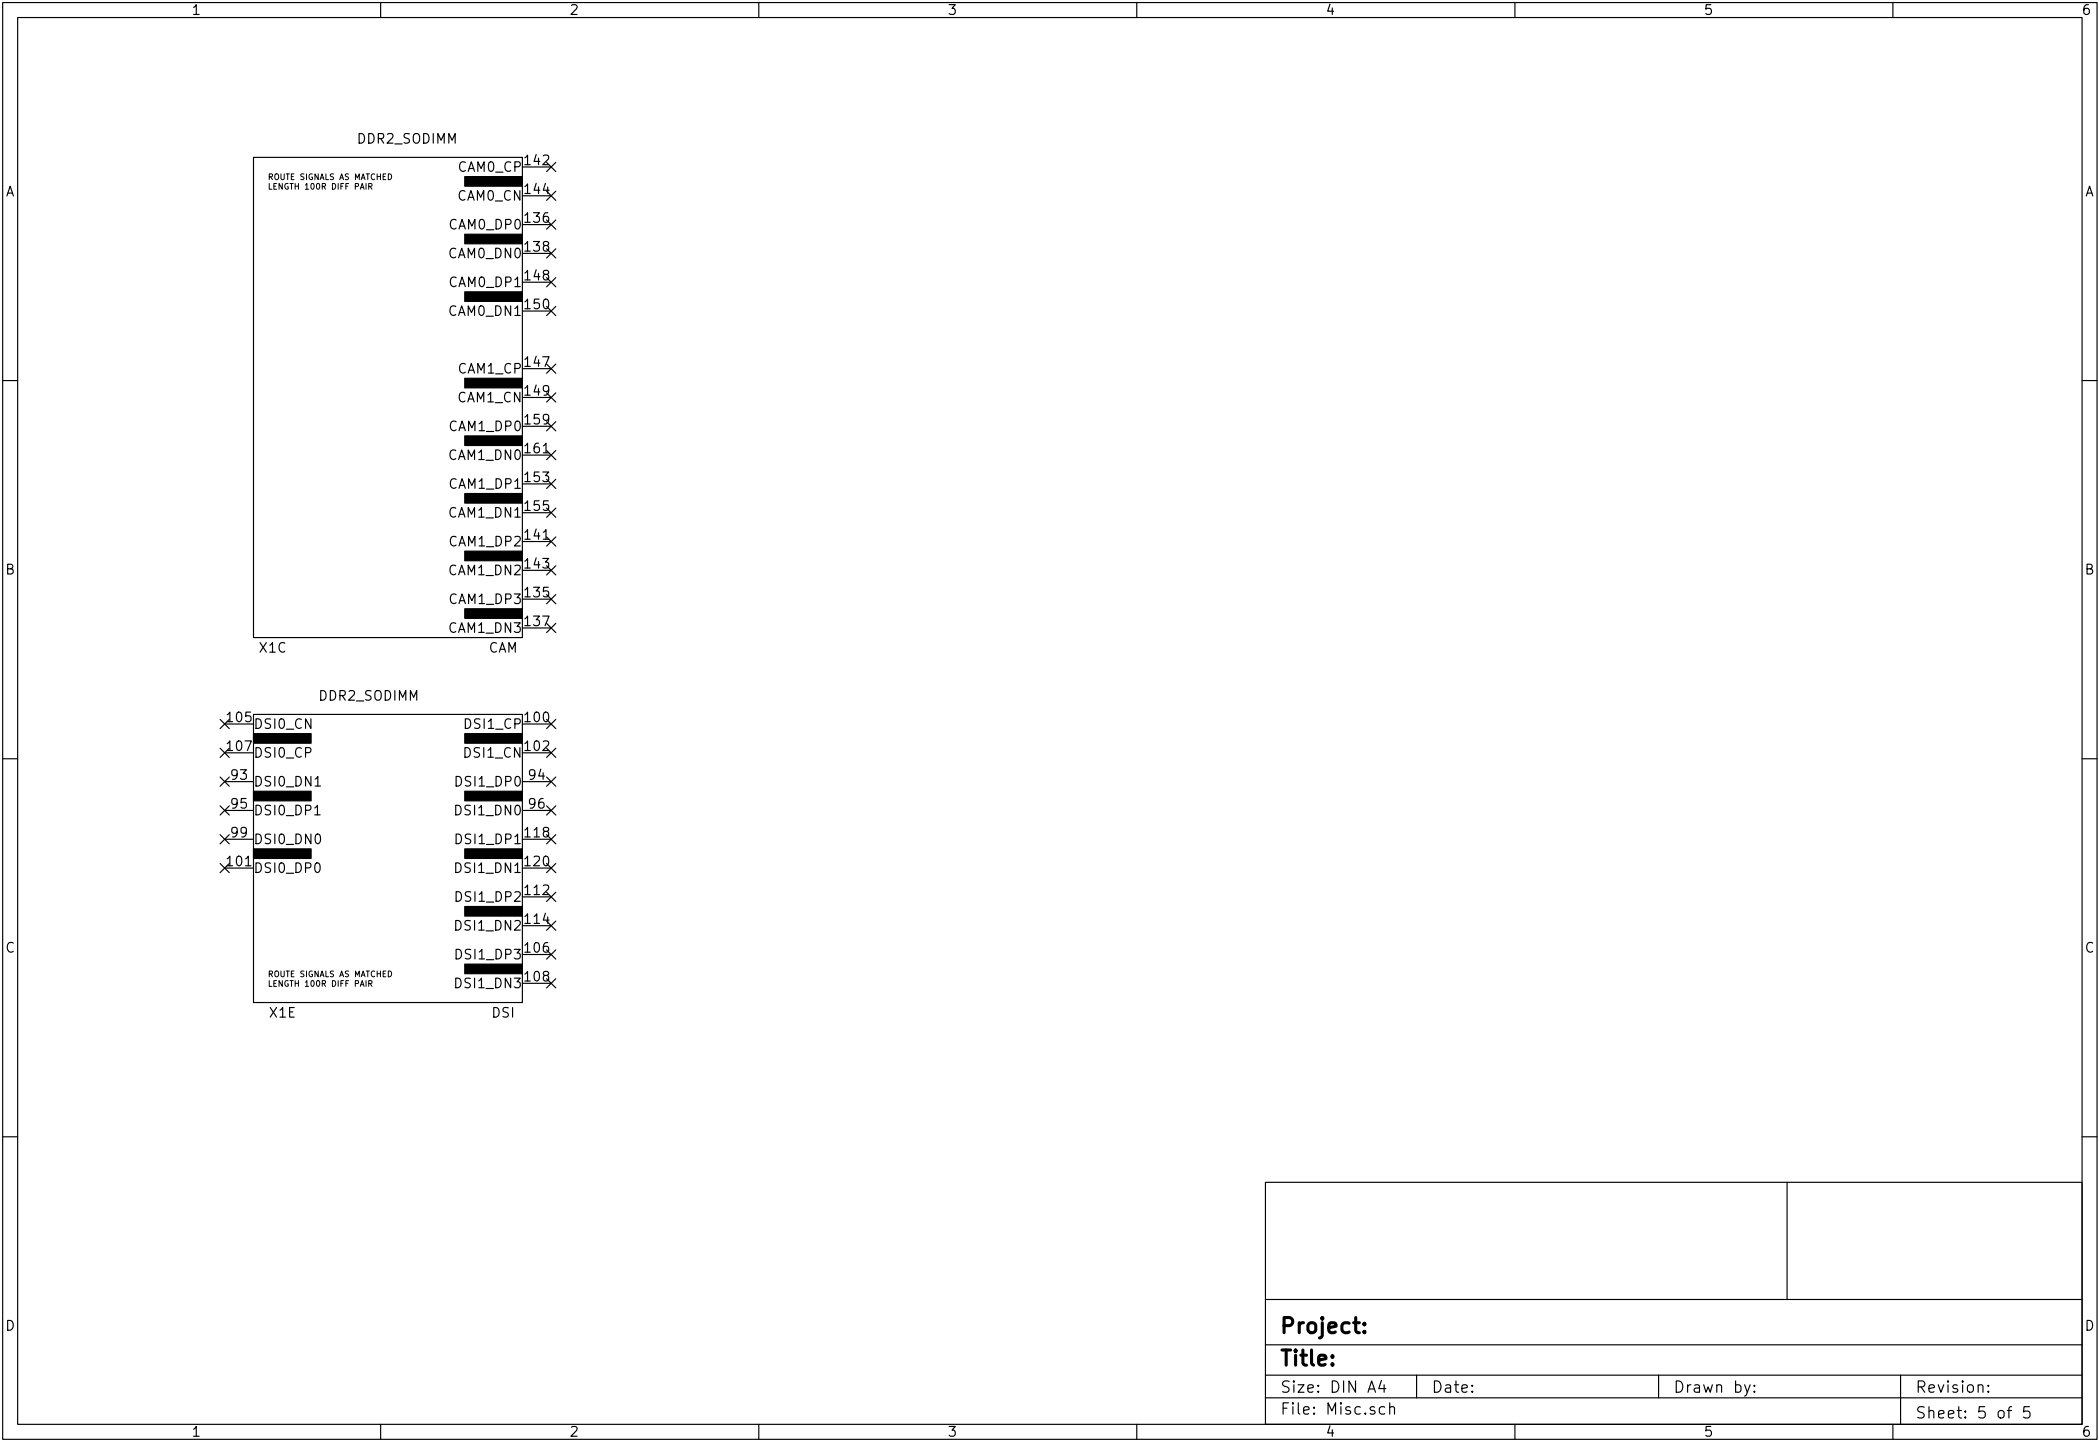 1 2 3 4 5 6
A A
B B
C C
D D
DDR2_SODIMM
ROUTE SIGNALS AS MATCHED
LENGTH 100R DIFF PAIR
CAM0_CP 142
CAM0_CN 144
CAM0_DP0 136
CAM0_DN0 138
CAM0_DP1 148
CAM0_DN1 150
CAM1_CP 147
CAM1_CN 149
CAM1_DP0 159
CAM1_DN0 161
CAM1_DP1 153
CAM1_DN1 155
CAM1_DP2 141
CAM1_DN2 143
CAM1_DP3 135
CAM1_DN3 137
X1C CAM
DDR2_SODIMM
105 DSI0_CN DSI1_CP 100
107 DSI0_CP DSI1_CN 102
93 DSI0_DN1 DSI1_DP0 94
95 DSI0_DP1 DSI1_DN0 96
99 DSI0_DN0 DSI1_DP1 118
101 DSI0_DP0 DSI1_DN1 120
DSI1_DP2 112
DSI1_DN2 114
DSI1_DP3 106
DSI1_DN3 108
ROUTE SIGNALS AS MATCHED
LENGTH 100R DIFF PAIR
X1E DSI
Project:
Title:
Size: DIN A4 Date: Drawn by: Revision:
File: Misc.sch Sheet: 5 of 5
1 2 3 4 5 6